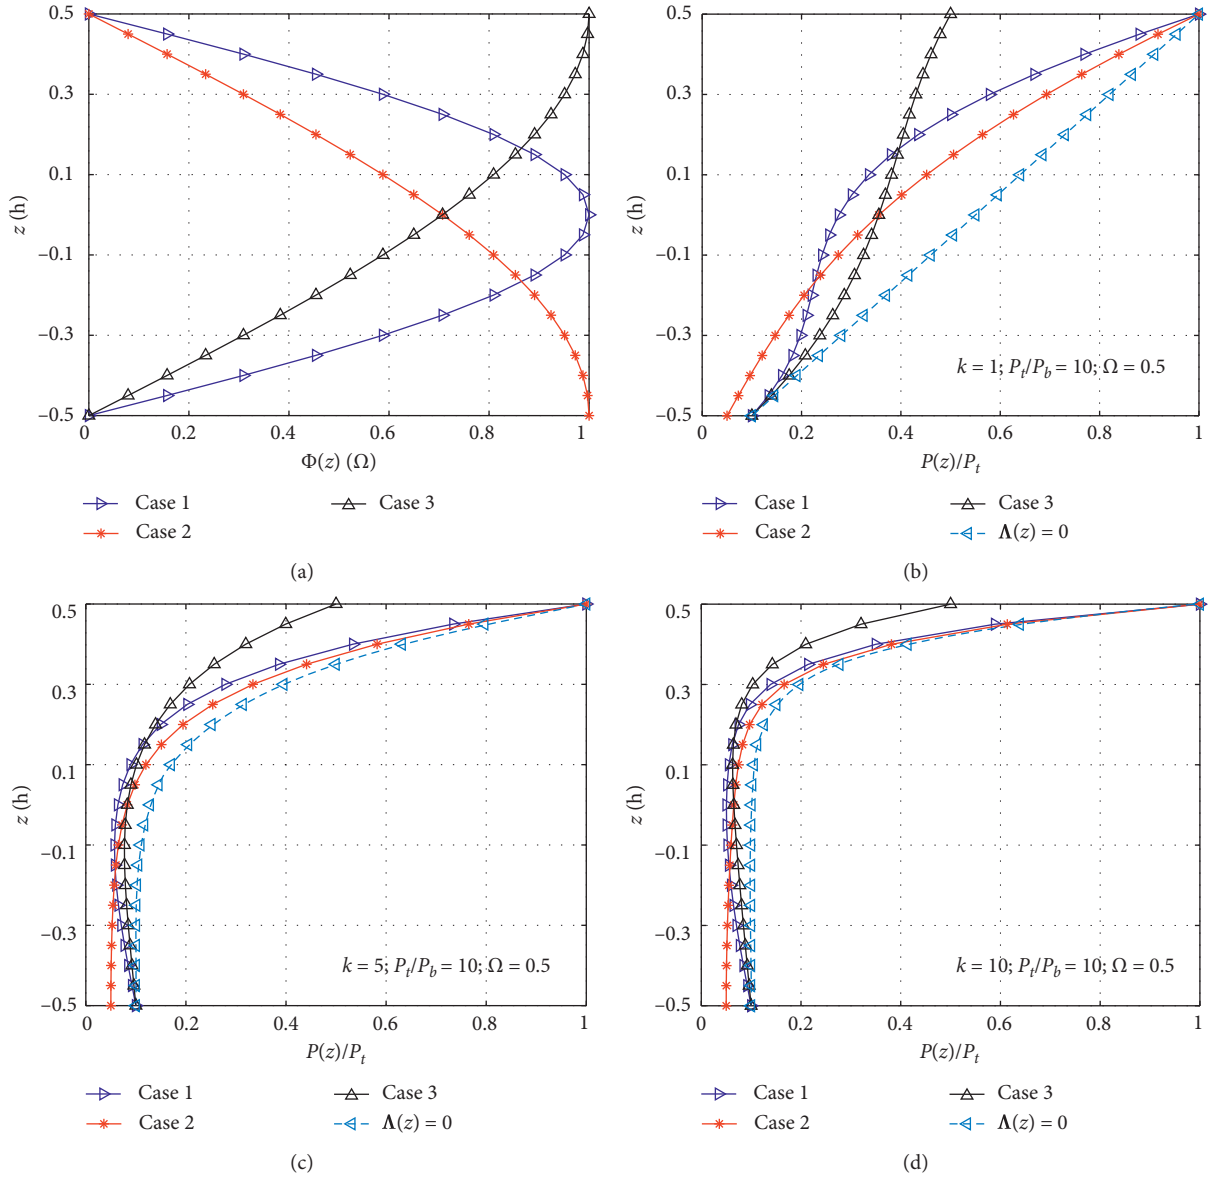 0.5
0.3
0.1
−0.1
−0.3
−0.5
z (h)
0 0.2 0.4 0.6 0.8 1
Φ(z) (Ω)
Case 1
Case 2
Case 3
(a)
0.5
0.3
0.1
−0.1
−0.3
−0.5
z (h)
k = 1; Pt/Pb = 10; Ω = 0.5
0 0.2 0.4 0.6 0.8 1
P(z)/Pt
Case 1
Case 2
Case 3
Λ(z) = 0
(b)
0.5
0.3
0.1
−0.1
−0.3
−0.5
z (h)
k = 5; Pt/Pb = 10; Ω = 0.5
0 0.2 0.4 0.6 0.8 1
P(z)/Pt
Case 1
Case 2
Case 3
Λ(z) = 0
(c)
0.5
0.3
0.1
−0.1
−0.3
−0.5
z (h)
k = 10; Pt/Pb = 10; Ω = 0.5
0 0.2 0.4 0.6 0.8 1
P(z)/Pt
Case 1
Case 2
Case 3
Λ(z) = 0
(d)